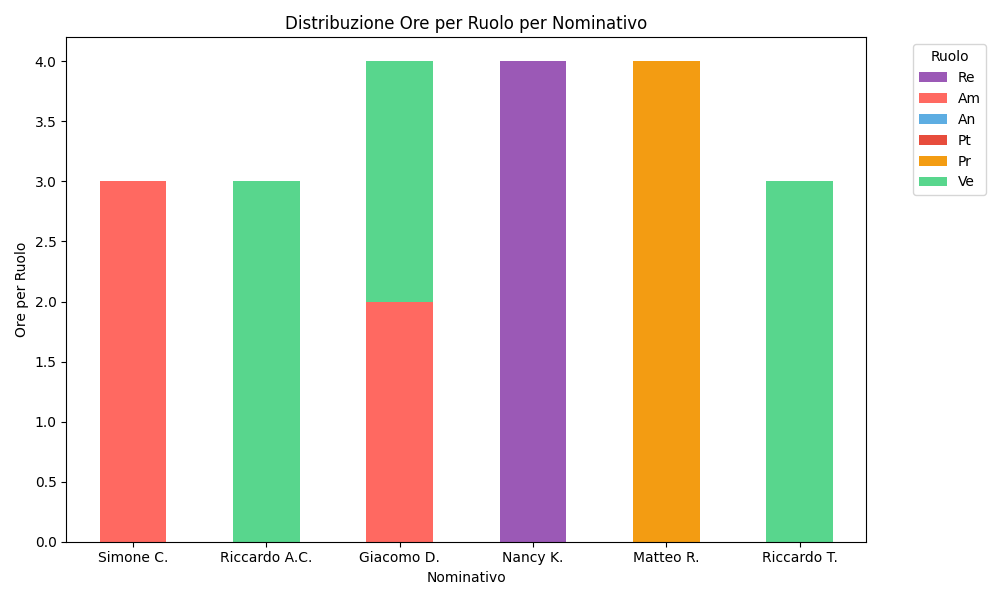 Distribuzione Ore per Ruolo per Nominativo
Ruolo
Re
Am
An
Pt
Pr
Ve
Ore per Ruolo
4.0
3.5
3.0
2.5
2.0
1.5
1.0
0.5
0.0
Simone C. Riccardo A.C. Giacomo D. Nancy K. Matteo R. Riccardo T.
Nominativo